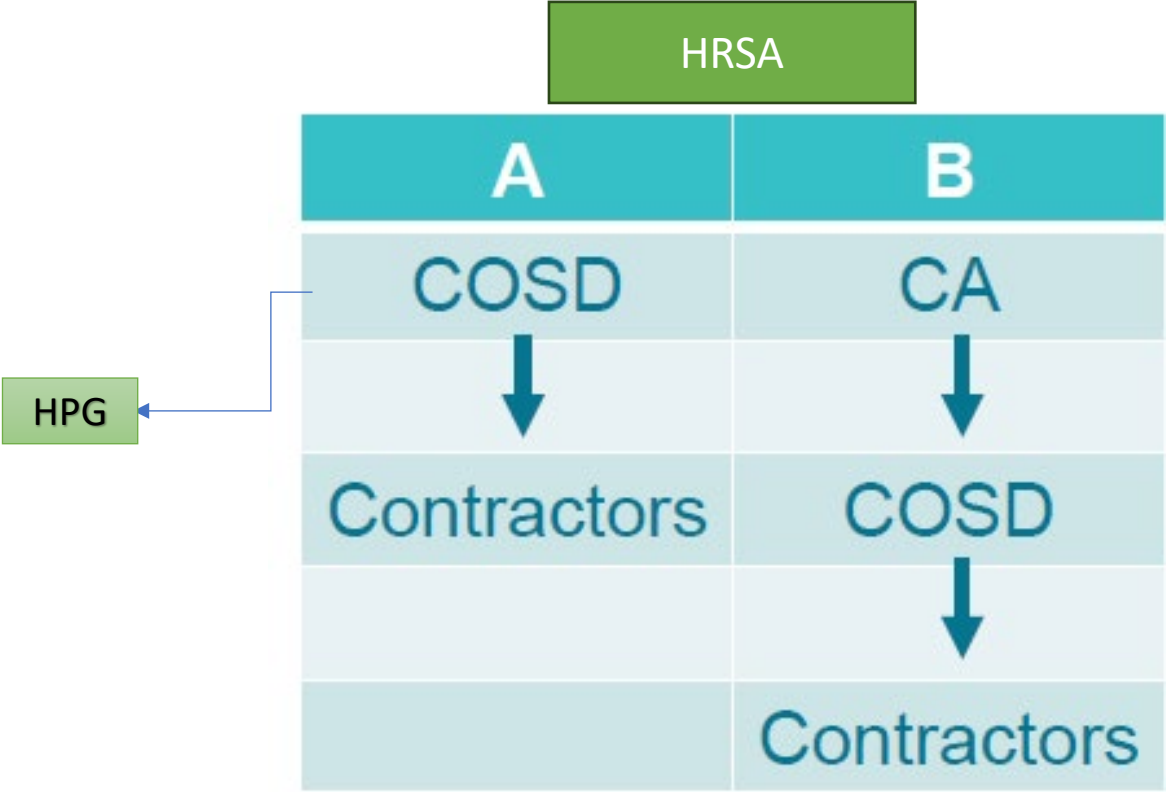 HRSA
A B
COSD CA
HPG
Contractors COSD
Contractors